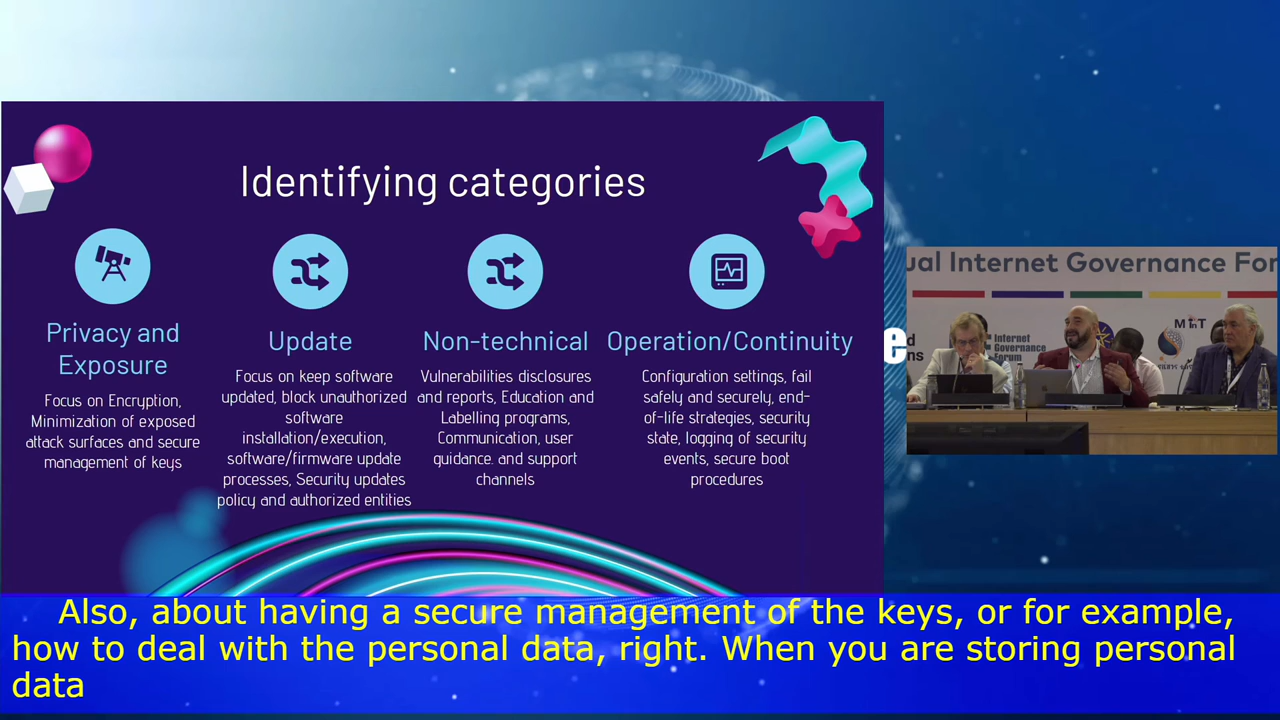 Identifying categories
Privacy and
Exposure
Focus on Encryption,
Minimization of exposed
attack surfaces and secure
management of keys
Update
Focus on keep software
updated, block unauthorized
software
installation/execution,
software/firmware update
processes, Security updates
policy and authorized entities
Non-technical
Vulnerabilities disclosures
and reports, Education and
Labelling programs,
Communication, user
guidance. and support
channels
Operation/Continuity
Configuration settings, fail
safely and securely, end-
of-life strategies, security
state, logging of security
events, secure boot
procedures
e
ual Internet Governance For
Internet
Governance
Forum
MinT
Also, about having a secure management of the keys, or for example,
how to deal with the personal data, right. When you are storing personal
data